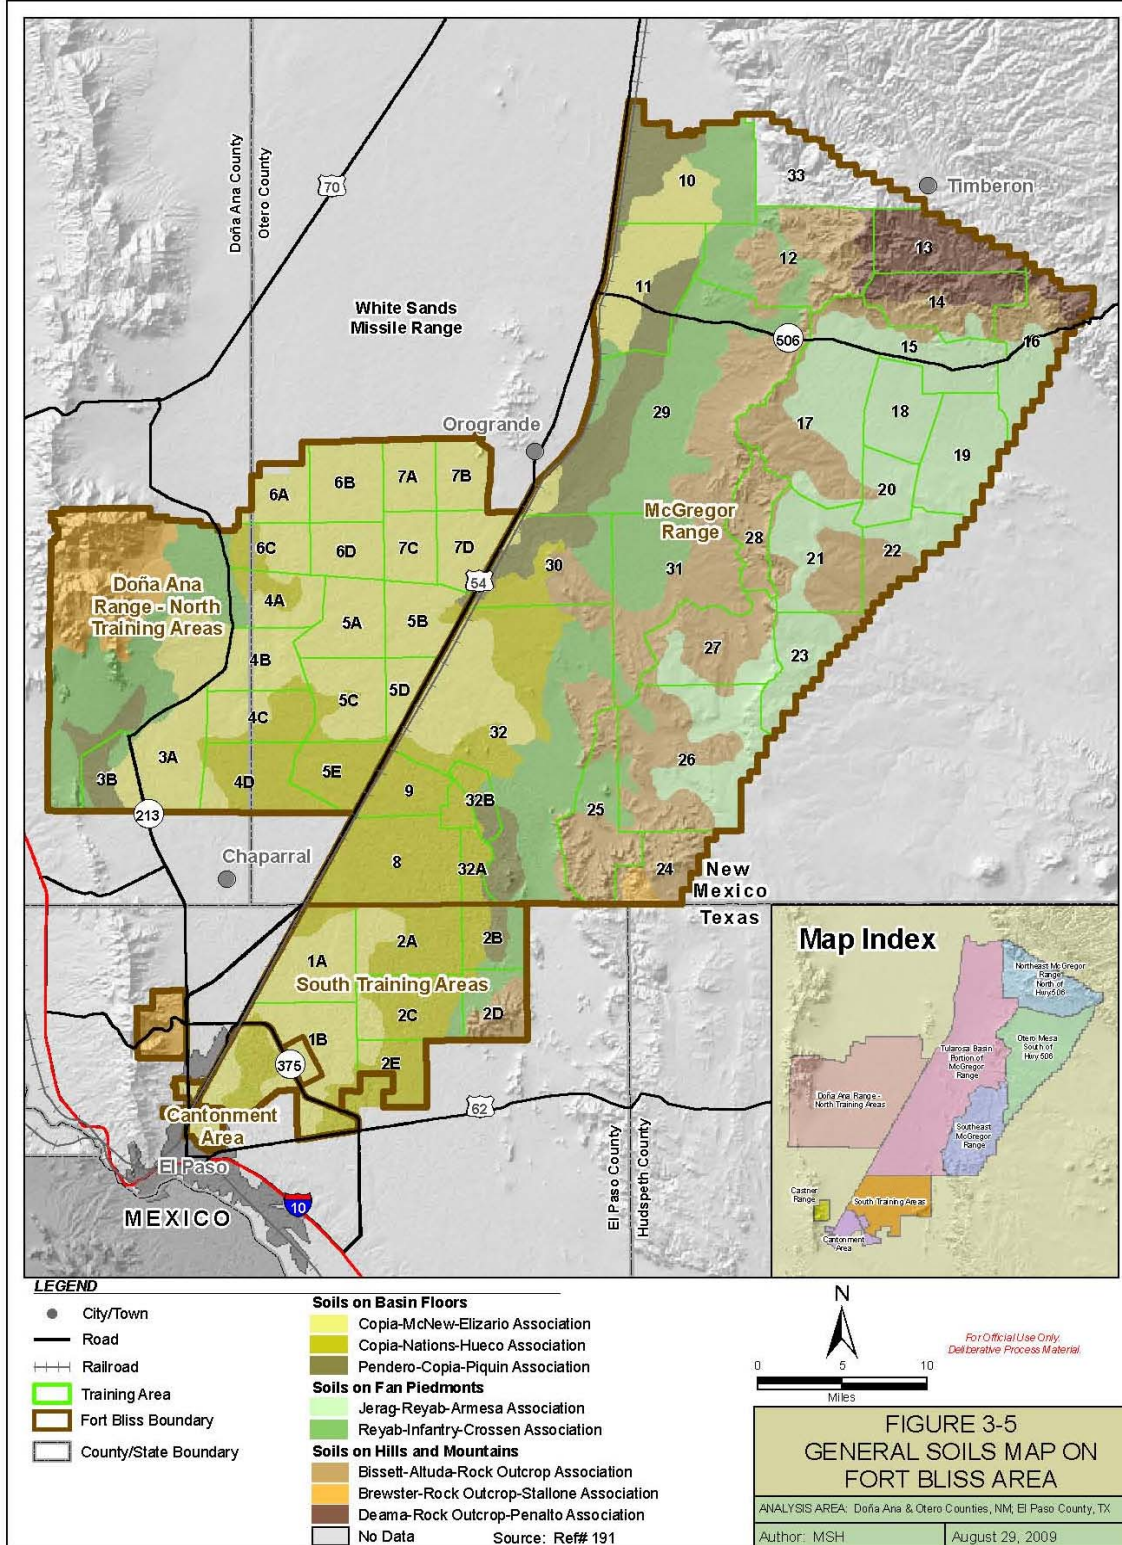 Doña Ana County
Otero County
70
White Sands
Missile Range
Timberon
33
10
13
12
11
14
16
15
506
Orogrande
29
17
18
19
20
6A
6B
7A
7B
McGregor
Range
6C
6D
7C
7D
28
22
21
30
31
Doña Ana
Range - North
Training Areas
54
4A
5A
5B
4B
27
23
5D
5C
4C
32
3A
3B
4D
5E
9
32B
26
25
213
Chaparral
8
32A
24
New
Mexico
Texas
1A
2A
2B
South Training Areas
2C
2D
1B
375
2E
Cantonment
Area
62
El Paso
MEXICO
10
El Paso County
Hudspeth County
Map Index
Northeast McGregor
Range
North of
Hwy 506
Otero Mesa
South of
Hwy 506
Tularosa Basin
Portion of
McGregor
Range
Doña Ana Range -
North Training Areas
Southeast
McGregor
Range
Castner
Range
South Training Areas
Cantonment
Area
LEGEND
City/Town
Road
Railroad
Training Area
Fort Bliss Boundary
County/State Boundary
Soils on Basin Floors
Copia-McNew-Elizario Association
Copia-Nations-Hueco Association
Pendero-Copia-Piquin Association
Soils on Fan Piedmonts
Jerag-Reyab-Armesa Association
Reyab-Infantry-Crossen Association
Soils on Hills and Mountains
Bissett-Altuda-Rock Outcrop Association
Brewster-Rock Outcrop-Stallone Association
Deama-Rock Outcrop-Penalto Association
No Data
Source: Ref# 191
N
0 5 10
Miles
For Official Use Only.
Deliberative Process Material.
FIGURE 3-5
GENERAL SOILS MAP ON
FORT BLISS AREA
ANALYSIS AREA: Doña Ana & Otero Counties, NM; El Paso County, TX
Author: MSH
August 29, 2009